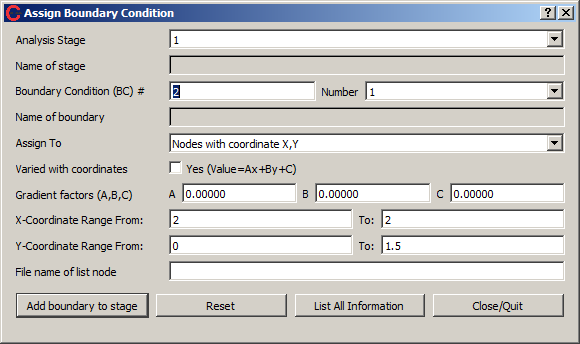 Assign Boundary Condition
Analysis Stage 1
Name of stage
Boundary Condition (BC) # 2 Number 1
Name of boundary
Assign To Nodes with coordinate X,Y
Varied with coordinates Yes (Value=Ax+By+C)
Gradient factors (A,B,C) A 0.00000 B 0.00000 C 0.00000
X-Coordinate Range From: 2 To: 2
Y-Coordinate Range From: 0 To: 1.5
File name of list node
Add boundary to stage Reset List All Information Close/Quit